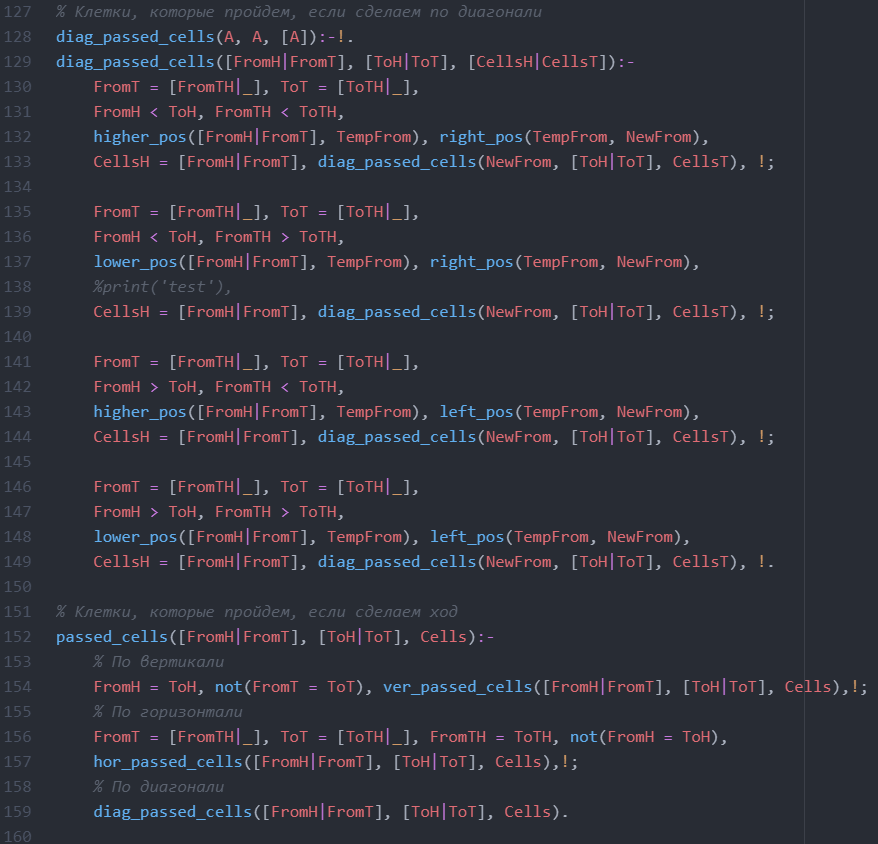 127 % Клетки, которые пройдем, если сделаем по диагонали
128 diag_passed_cells(A, A, [A]):-!.
129 diag_passed_cells([FromH|FromT], [ToH|ToT], [CellsH|CellsT]):-
130     FromT = [FromTH|_], ToT = [ToTH|_],
131     FromH < ToH, FromTH < ToTH,
132     higher_pos([FromH|FromT], TempFrom), right_pos(TempFrom, NewFrom),
133     CellsH = [FromH|FromT], diag_passed_cells(NewFrom, [ToH|ToT], CellsT), !;
134
135     FromT = [FromTH|_], ToT = [ToTH|_],
136     FromH < ToH, FromTH > ToTH,
137     lower_pos([FromH|FromT], TempFrom), right_pos(TempFrom, NewFrom),
138     %print('test'),
139     CellsH = [FromH|FromT], diag_passed_cells(NewFrom, [ToH|ToT], CellsT), !;
140
141     FromT = [FromTH|_], ToT = [ToTH|_],
142     FromH > ToH, FromTH < ToTH,
143     higher_pos([FromH|FromT], TempFrom), left_pos(TempFrom, NewFrom),
144     CellsH = [FromH|FromT], diag_passed_cells(NewFrom, [ToH|ToT], CellsT), !;
145
146     FromT = [FromTH|_], ToT = [ToTH|_],
147     FromH > ToH, FromTH > ToTH,
148     lower_pos([FromH|FromT], TempFrom), left_pos(TempFrom, NewFrom),
149     CellsH = [FromH|FromT], diag_passed_cells(NewFrom, [ToH|ToT], CellsT), !.
150
151 % Клетки, которые пройдем, если сделаем ход
152 passed_cells([FromH|FromT], [ToH|ToT], Cells):-
153     % По вертикали
154     FromH = ToH, not(FromT = ToT), ver_passed_cells([FromH|FromT], [ToH|ToT], Cells),!;
155     % По горизонтали
156     FromT = [FromTH|_], ToT = [ToTH|_], FromTH = ToTH, not(FromH = ToH),
157     hor_passed_cells([FromH|FromT], [ToH|ToT], Cells),!;
158     % По диагонали
159     diag_passed_cells([FromH|FromT], [ToH|ToT], Cells).
160